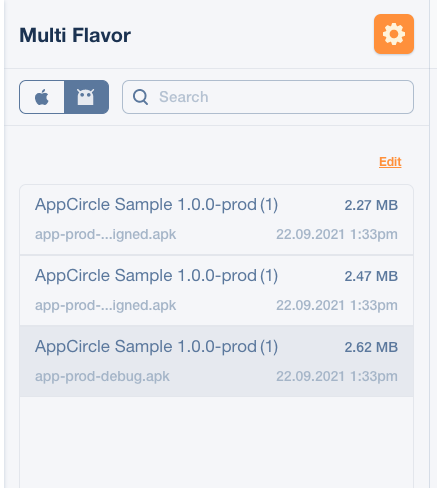 Multi Flavor
Search
Edit
AppCircle Sample 1.0.0-prod (1) 2.27 MB
app-prod-...igned.apk 22.09.2021 1:33pm
AppCircle Sample 1.0.0-prod (1) 2.47 MB
app-prod-...igned.apk 22.09.2021 1:33pm
AppCircle Sample 1.0.0-prod (1) 2.62 MB
app-prod-debug.apk 22.09.2021 1:33pm